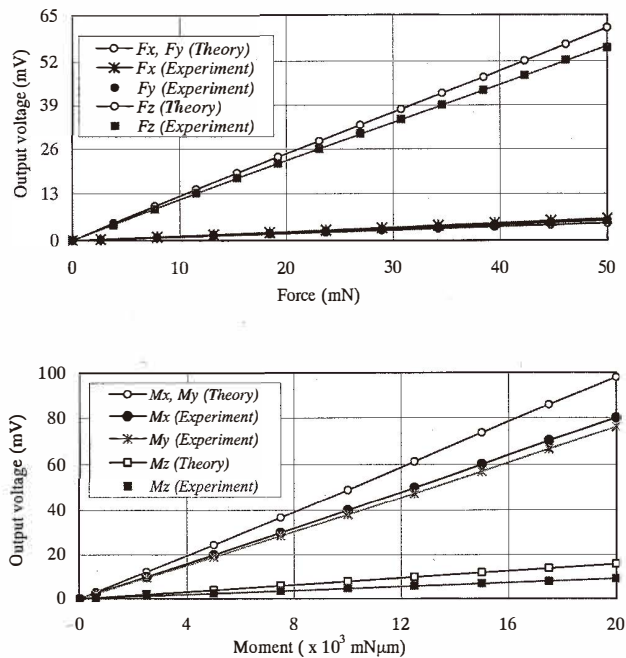 65
52
39
26
13
0
Output voltage (mV)
Fx, Fy (Theory)
Fx (Experiment)
Fy (Experiment)
Fz (Theory)
Fz (Experiment)
0 10 20 30 40 50
Force (mN)
100
80
60
40
20
0
Output voltage (mV)
Mx, My (Theory)
Mx (Experiment)
My (Experiment)
Mz (Theory)
Mz (Experiment)
0 4 8 12 16 20
Moment ( x 10³ mNµm)